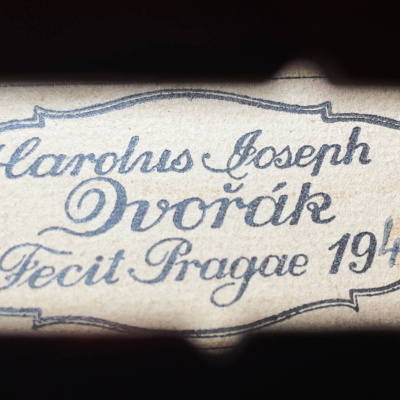 Carolus Joseph
Dvořák
Fecit Pragae 194